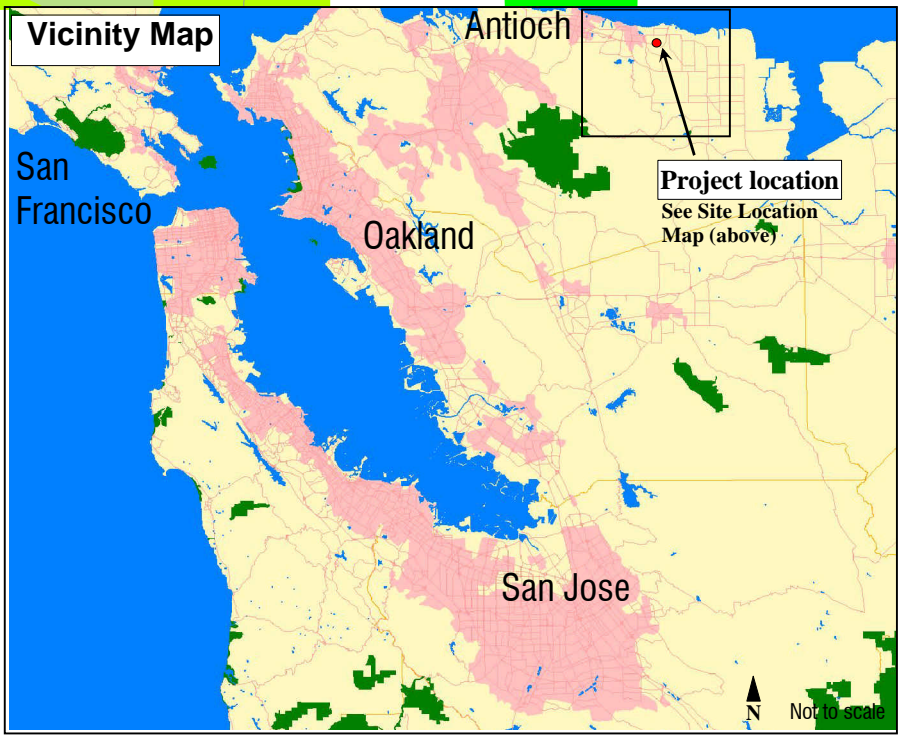 Vicinity Map
Antioch
San
Francisco
Project location
See Site Location
Map (above)
Oakland
San Jose
N
Not to scale